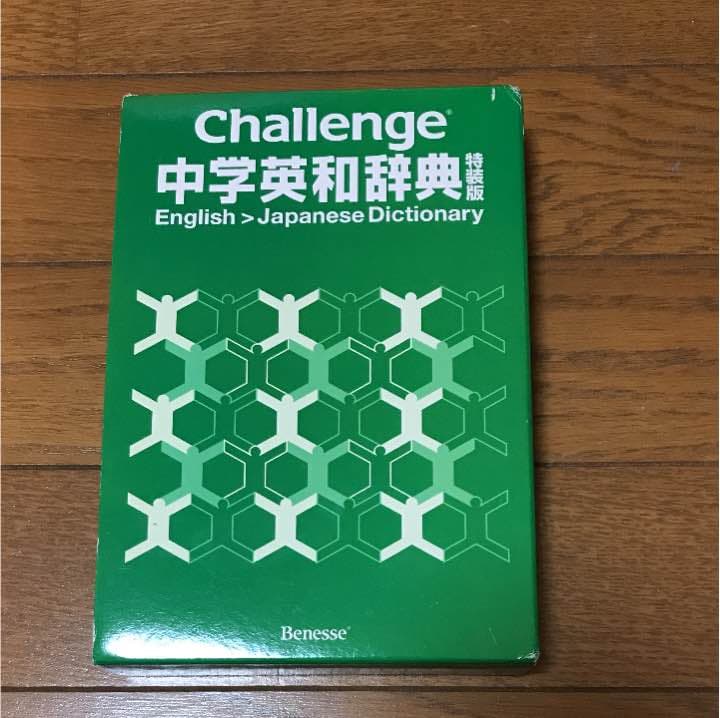 Challenge®
中学英和辞典 特装版
English > Japanese Dictionary
Benesse®